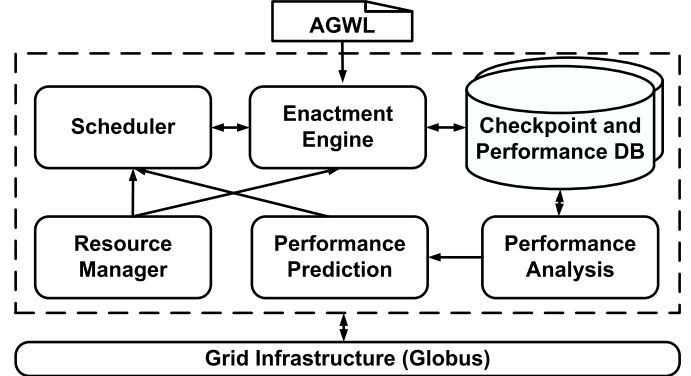 AGWL
Scheduler
Enactment
Engine
Checkpoint and
Performance DB
Resource
Manager
Performance
Prediction
Performance
Analysis
Grid Infrastructure (Globus)